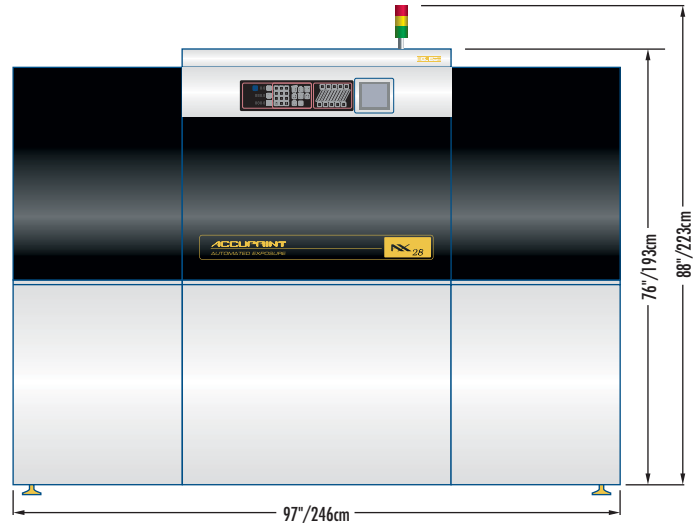 ACCUPRINT
AUTOMATED EXPOSURE
NX 28
76"/193cm
88"/223cm
97"/246cm